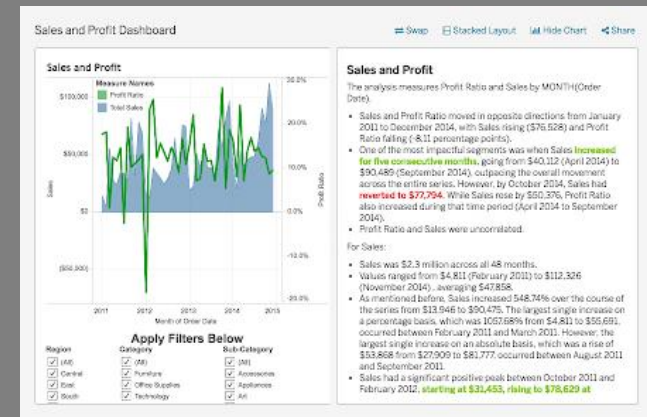 Sales and Profit Dashboard
Swap
Stacked Layout
Hide Chart
Share
Sales and Profit
Measure Names
Profit Ratio
Total Sales
$100,000
$50,000
$0
($50,000)
Sales
20.0%
10.0%
0.0%
-10.0%
-20.0%
Profit Ratio
2011
2012
2013
2014
2015
Month of Order Date
Apply Filters Below
Region
Category
Sub-Category
(All)
(All)
(All)
Central
Furniture
Accessories
East
Office Supplies
Appliances
South
Technology
Art
Sales and Profit
The analysis measures Profit Ratio and Sales by MONTH(Order
Date).
• Sales and Profit Ratio moved in opposite directions from January
2011 to December 2014, with Sales rising ($76,528) and Profit
Ratio falling (-8.11 percentage points).
• One of the most impactful segments was when Sales increased
for five consecutive months, going from $40,112 (April 2014) to
$90,489 (September 2014), outpacing the overall movement
across the entire series. However, by October 2014, Sales had
reverted to $77,794. While Sales rose by $50,376, Profit Ratio
also increased during that time period (April 2014 to September
2014).
• Profit Ratio and Sales were uncorrelated.
For Sales:
• Sales was $2.3 million across all 48 months.
• Values ranged from $4,811 (February 2011) to $112,326
(November 2014), averaging $47,858.
• As mentioned before, Sales increased 548.74% over the course of
the series from $13,946 to $90,475. The largest single increase on
a percentage basis, which was 1057.68% from $4,811 to $55,691,
occurred between February 2011 and March 2011. However, the
largest single increase on an absolute basis, which was a rise of
$53,868 from $27,909 to $81,777, occurred between August 2011
and September 2011.
• Sales had a significant positive peak between October 2011 and
February 2012, starting at $31,453, rising to $78,629 at